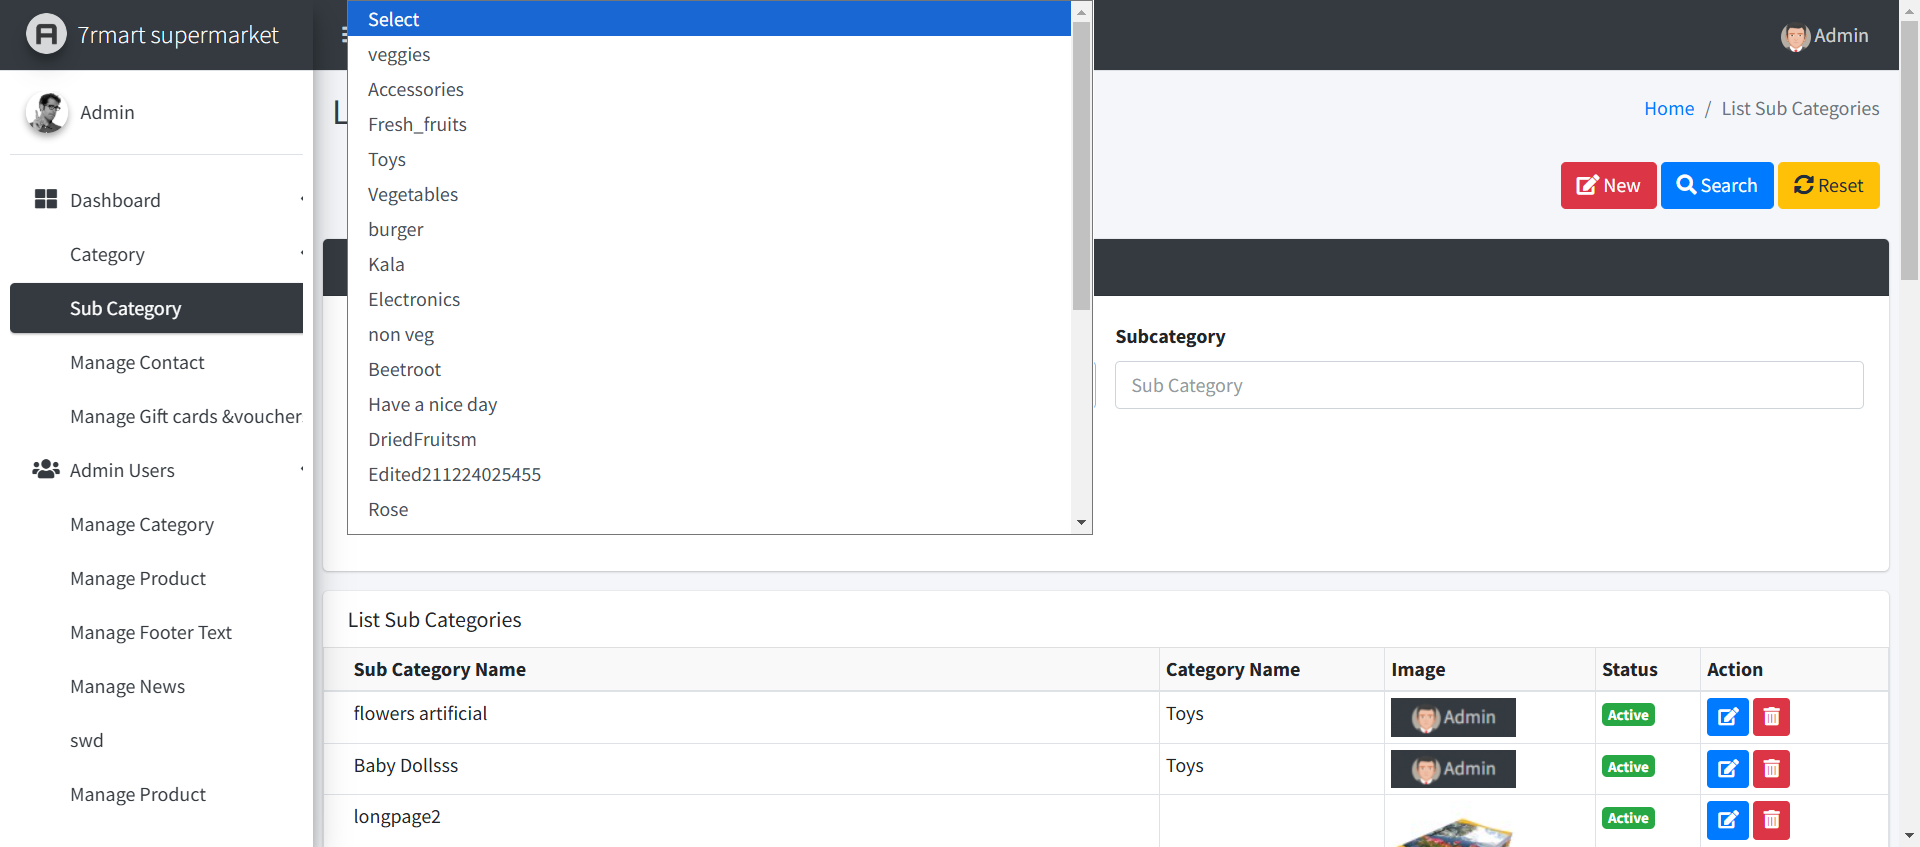 7rmart supermarket
Admin
Admin
Dashboard
Category
Sub Category
Manage Contact
Manage Gift cards &voucher
Admin Users
Manage Category
Manage Product
Manage Footer Text
Manage News
swd
Manage Product
Select
veggies
Accessories
Fresh_fruits
Toys
Vegetables
burger
Kala
Electronics
non veg
Beetroot
Have a nice day
DriedFruitsm
Edited211224025455
Rose
Home / List Sub Categories
New Search Reset
Subcategory
Sub Category
List Sub Categories
Sub Category Name Category Name Image Status Action
flowers artificial Toys Admin Active
Baby Dollsss Toys Admin Active
longpage2 Active